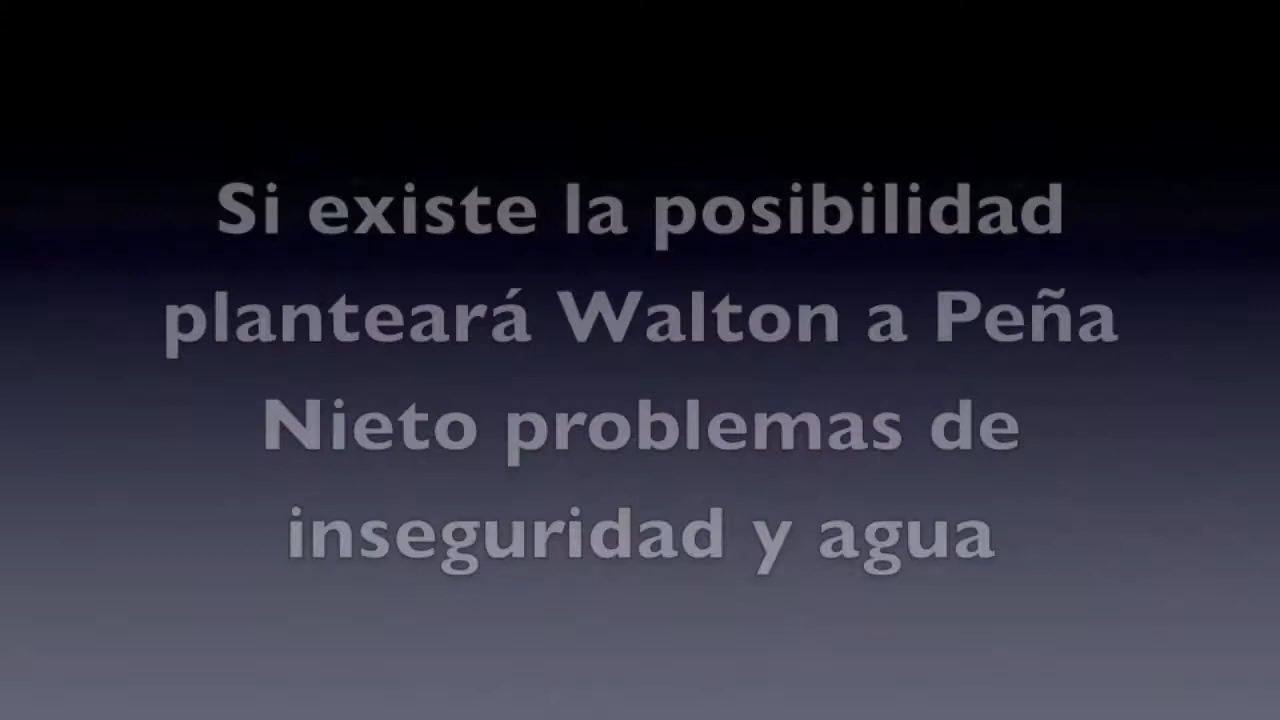 Si existe la posibilidad
planteará Walton a Peña
Nieto problemas de
inseguridad y agua